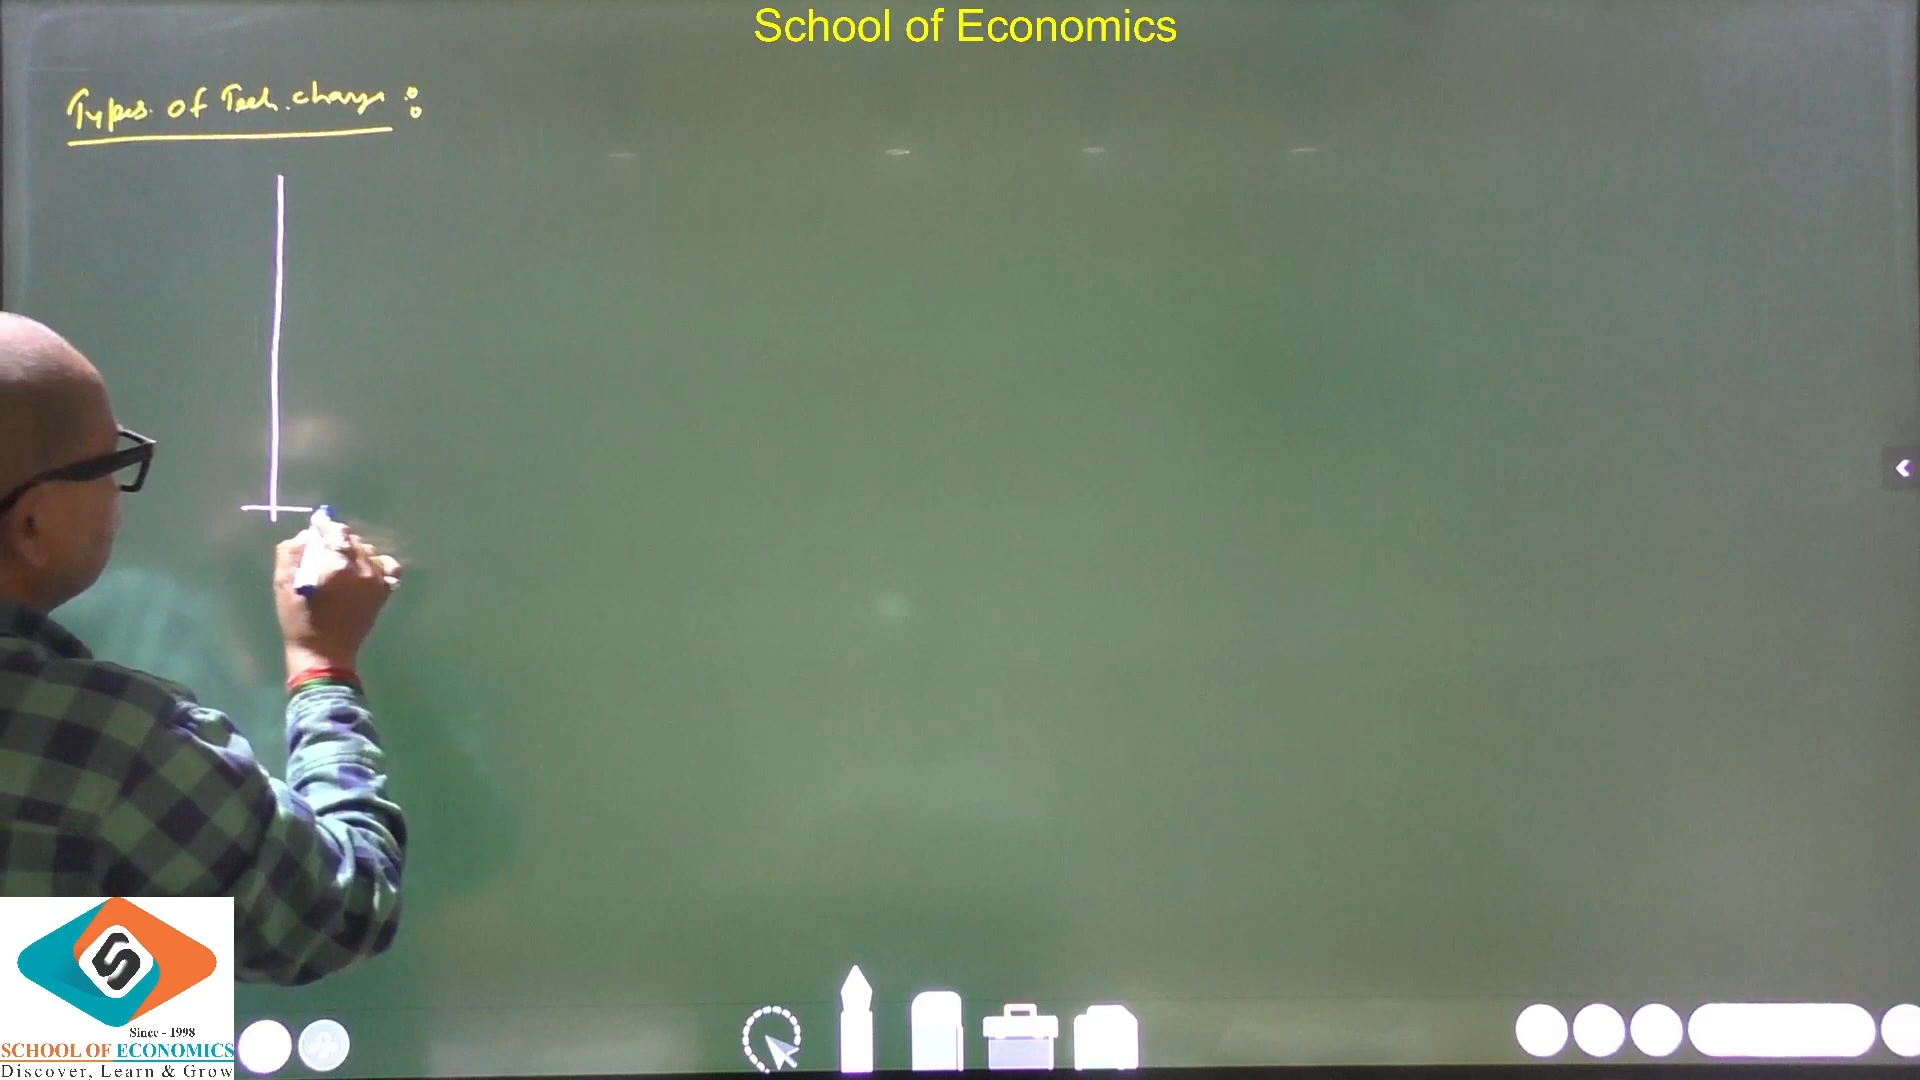 School of Economics
Types of Tech. change :
Since - 1998
SCHOOL OF ECONOMICS
Discover, Learn & Grow